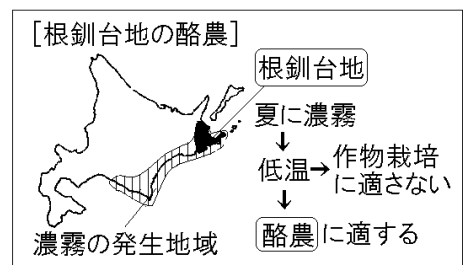 [根釧台地の酪農]
根釧台地
夏に濃霧
↓
低温→作物栽培
に適さない
↓
酪農に適する
濃霧の発生地域